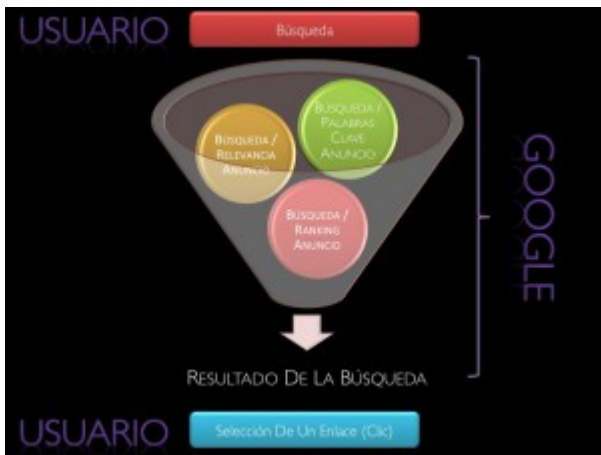 USUARIO
Búsqueda
BÚSQUEDA /
PALABRAS
CLAVE
ANUNCIO
BÚSQUEDA /
RELEVANCIA
ANUNCIO
BÚSQUEDA /
RANKING
ANUNCIO
GOOGLE
RESULTADO DE LA BÚSQUEDA
USUARIO
Selección De Un Enlace (Clic)